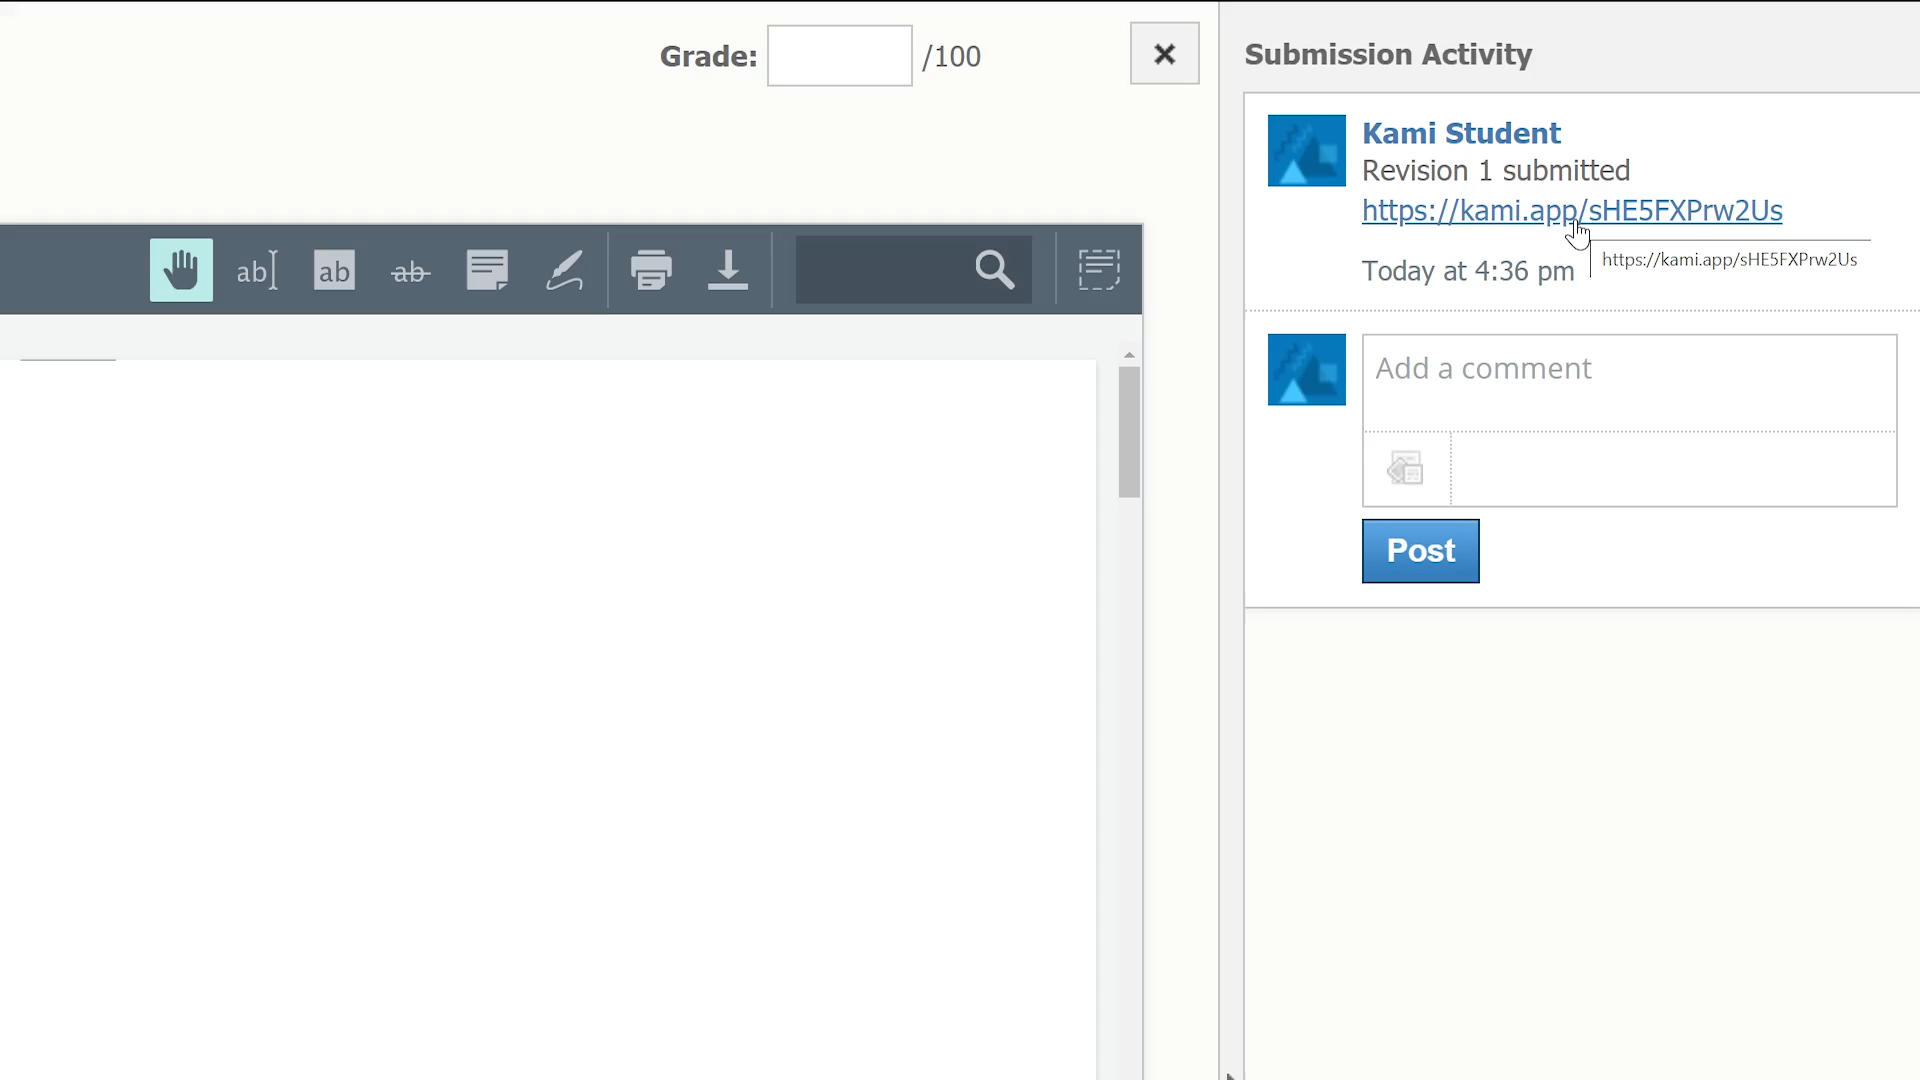 Grade: /100
Submission Activity
Kami Student
Revision 1 submitted
https://kami.app/sHE5FXPrw2Us
https://kami.app/sHE5FXPrw2Us
Today at 4:36 pm
ab ab ab
Add a comment
Post